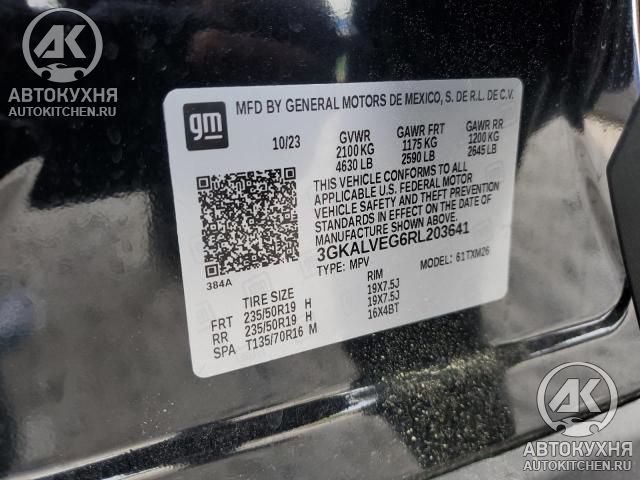 AK
АВТОКУХНЯ
AUTOKITCHEN.RU
gm
MFD BY GENERAL MOTORS DE MEXICO, S. DE R.L. DE C.V.
10/23 GVWR GAWR FRT GAWR RR
2100 KG 1175 KG 1200 KG
4630 LB 2590 LB 2645 LB
THIS VEHICLE CONFORMS TO ALL
APPLICABLE U.S. FEDERAL MOTOR
VEHICLE SAFETY AND THEFT PREVENTION
STANDARDS IN EFFECT ON THE DATE OF
MANUFACTURE SHOWN ABOVE.
3GKALVEG6RL203641
384A TYPE: MPV MODEL: 61TXM26
TIRE SIZE RIM
FRT 235/50R19 H 19X7.5J
RR 235/50R19 H 19X7.5J
SPA T135/70R16 M 16X4BT
AK
АВТОКУХНЯ
AUTOKITCHEN.RU